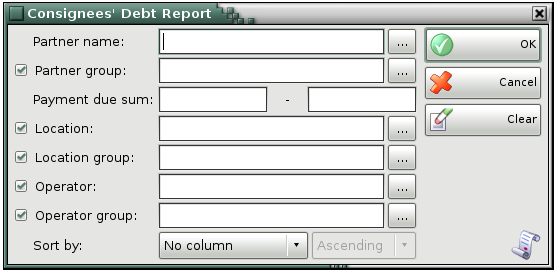 Consignees' Debt Report
Partner name: ...
Partner group: ...
Payment due sum: -
Location: ...
Location group: ...
Operator: ...
Operator group: ...
Sort by: No column Ascending
OK
Cancel
Clear